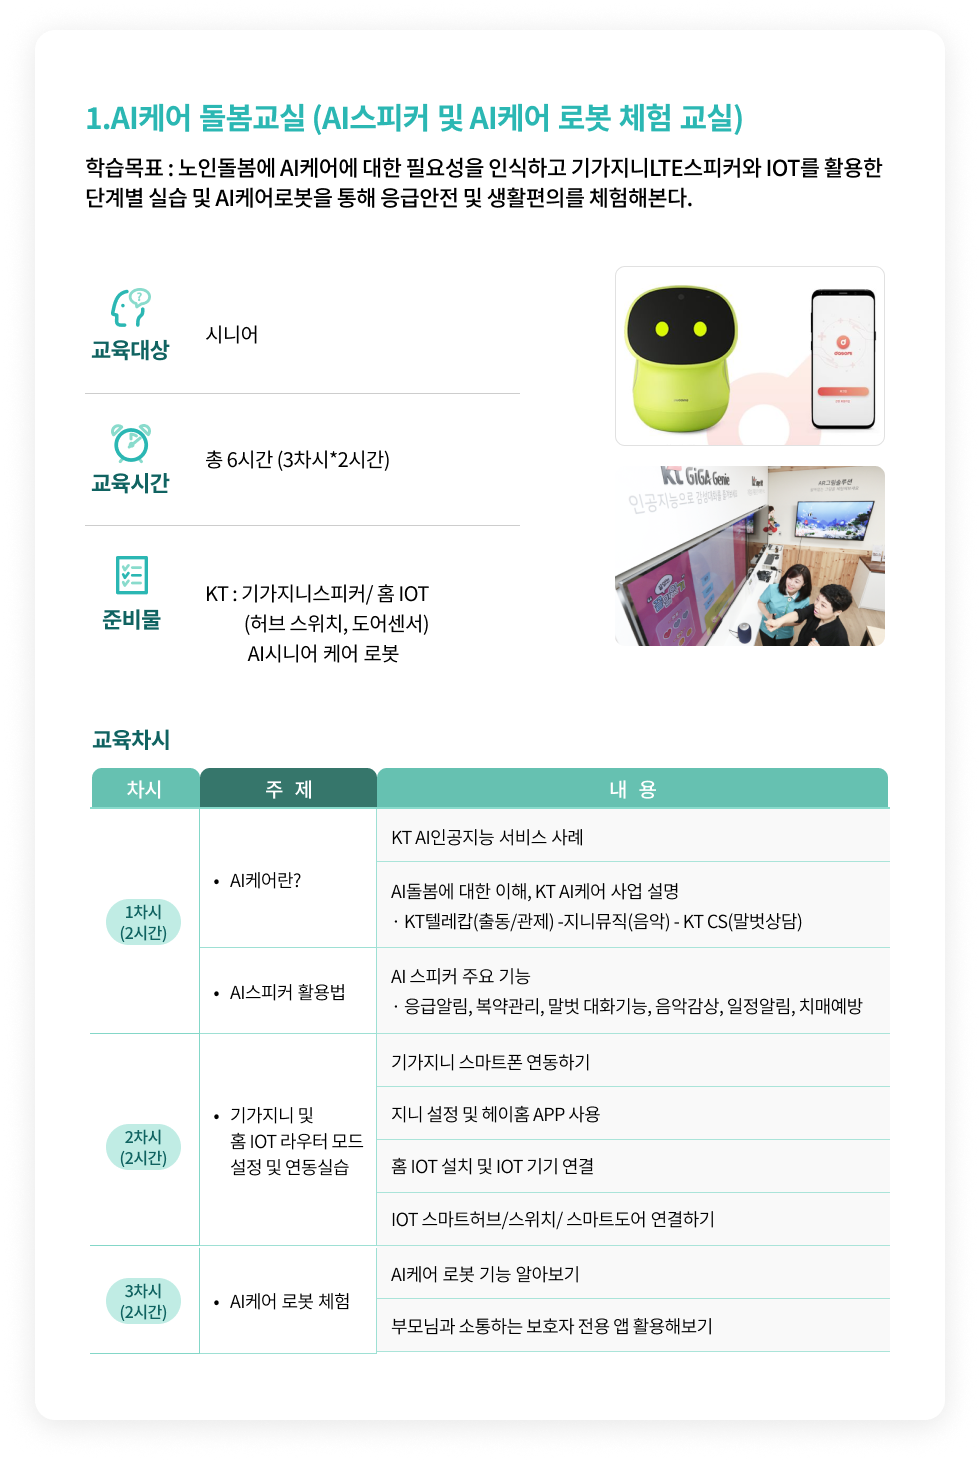 1.AI케어 돌봄교실 (AI스피커 및 AI케어 로봇 체험 교실)
학습목표 : 노인돌봄에 AI케어에 대한 필요성을 인식하고 기가지니LTE스피커와 IOT를 활용한
단계별 실습 및 AI케어로봇을 통해 응급안전 및 생활편의를 체험해본다.
?
교육대상
시니어
교육시간
총 6시간 (3차시*2시간)
준비물
KT : 기가지니스피커/ 홈 IOT
(허브 스위치, 도어센서)
AI시니어 케어 로봇
kt GiGA Genie
인공지능으로 감성대화를 즐겨보세요
AR그림솔루션
교육차시
차시
주 제
내 용
1차시
(2시간)
• AI케어란?
KT AI인공지능 서비스 사례
AI돌봄에 대한 이해, KT AI케어 사업 설명
· KT텔레캅(출동/관제) -지니뮤직(음악) - KT CS(말벗상담)
• AI스피커 활용법
AI 스피커 주요 기능
· 응급알림, 복약관리, 말벗 대화기능, 음악감상, 일정알림, 치매예방
2차시
(2시간)
• 기가지니 및
홈 IOT 라우터 모드
설정 및 연동실습
기가지니 스마트폰 연동하기
지니 설정 및 헤이홈 APP 사용
홈 IOT 설치 및 IOT 기기 연결
IOT 스마트허브/스위치/ 스마트도어 연결하기
3차시
(2시간)
• AI케어 로봇 체험
AI케어 로봇 기능 알아보기
부모님과 소통하는 보호자 전용 앱 활용해보기